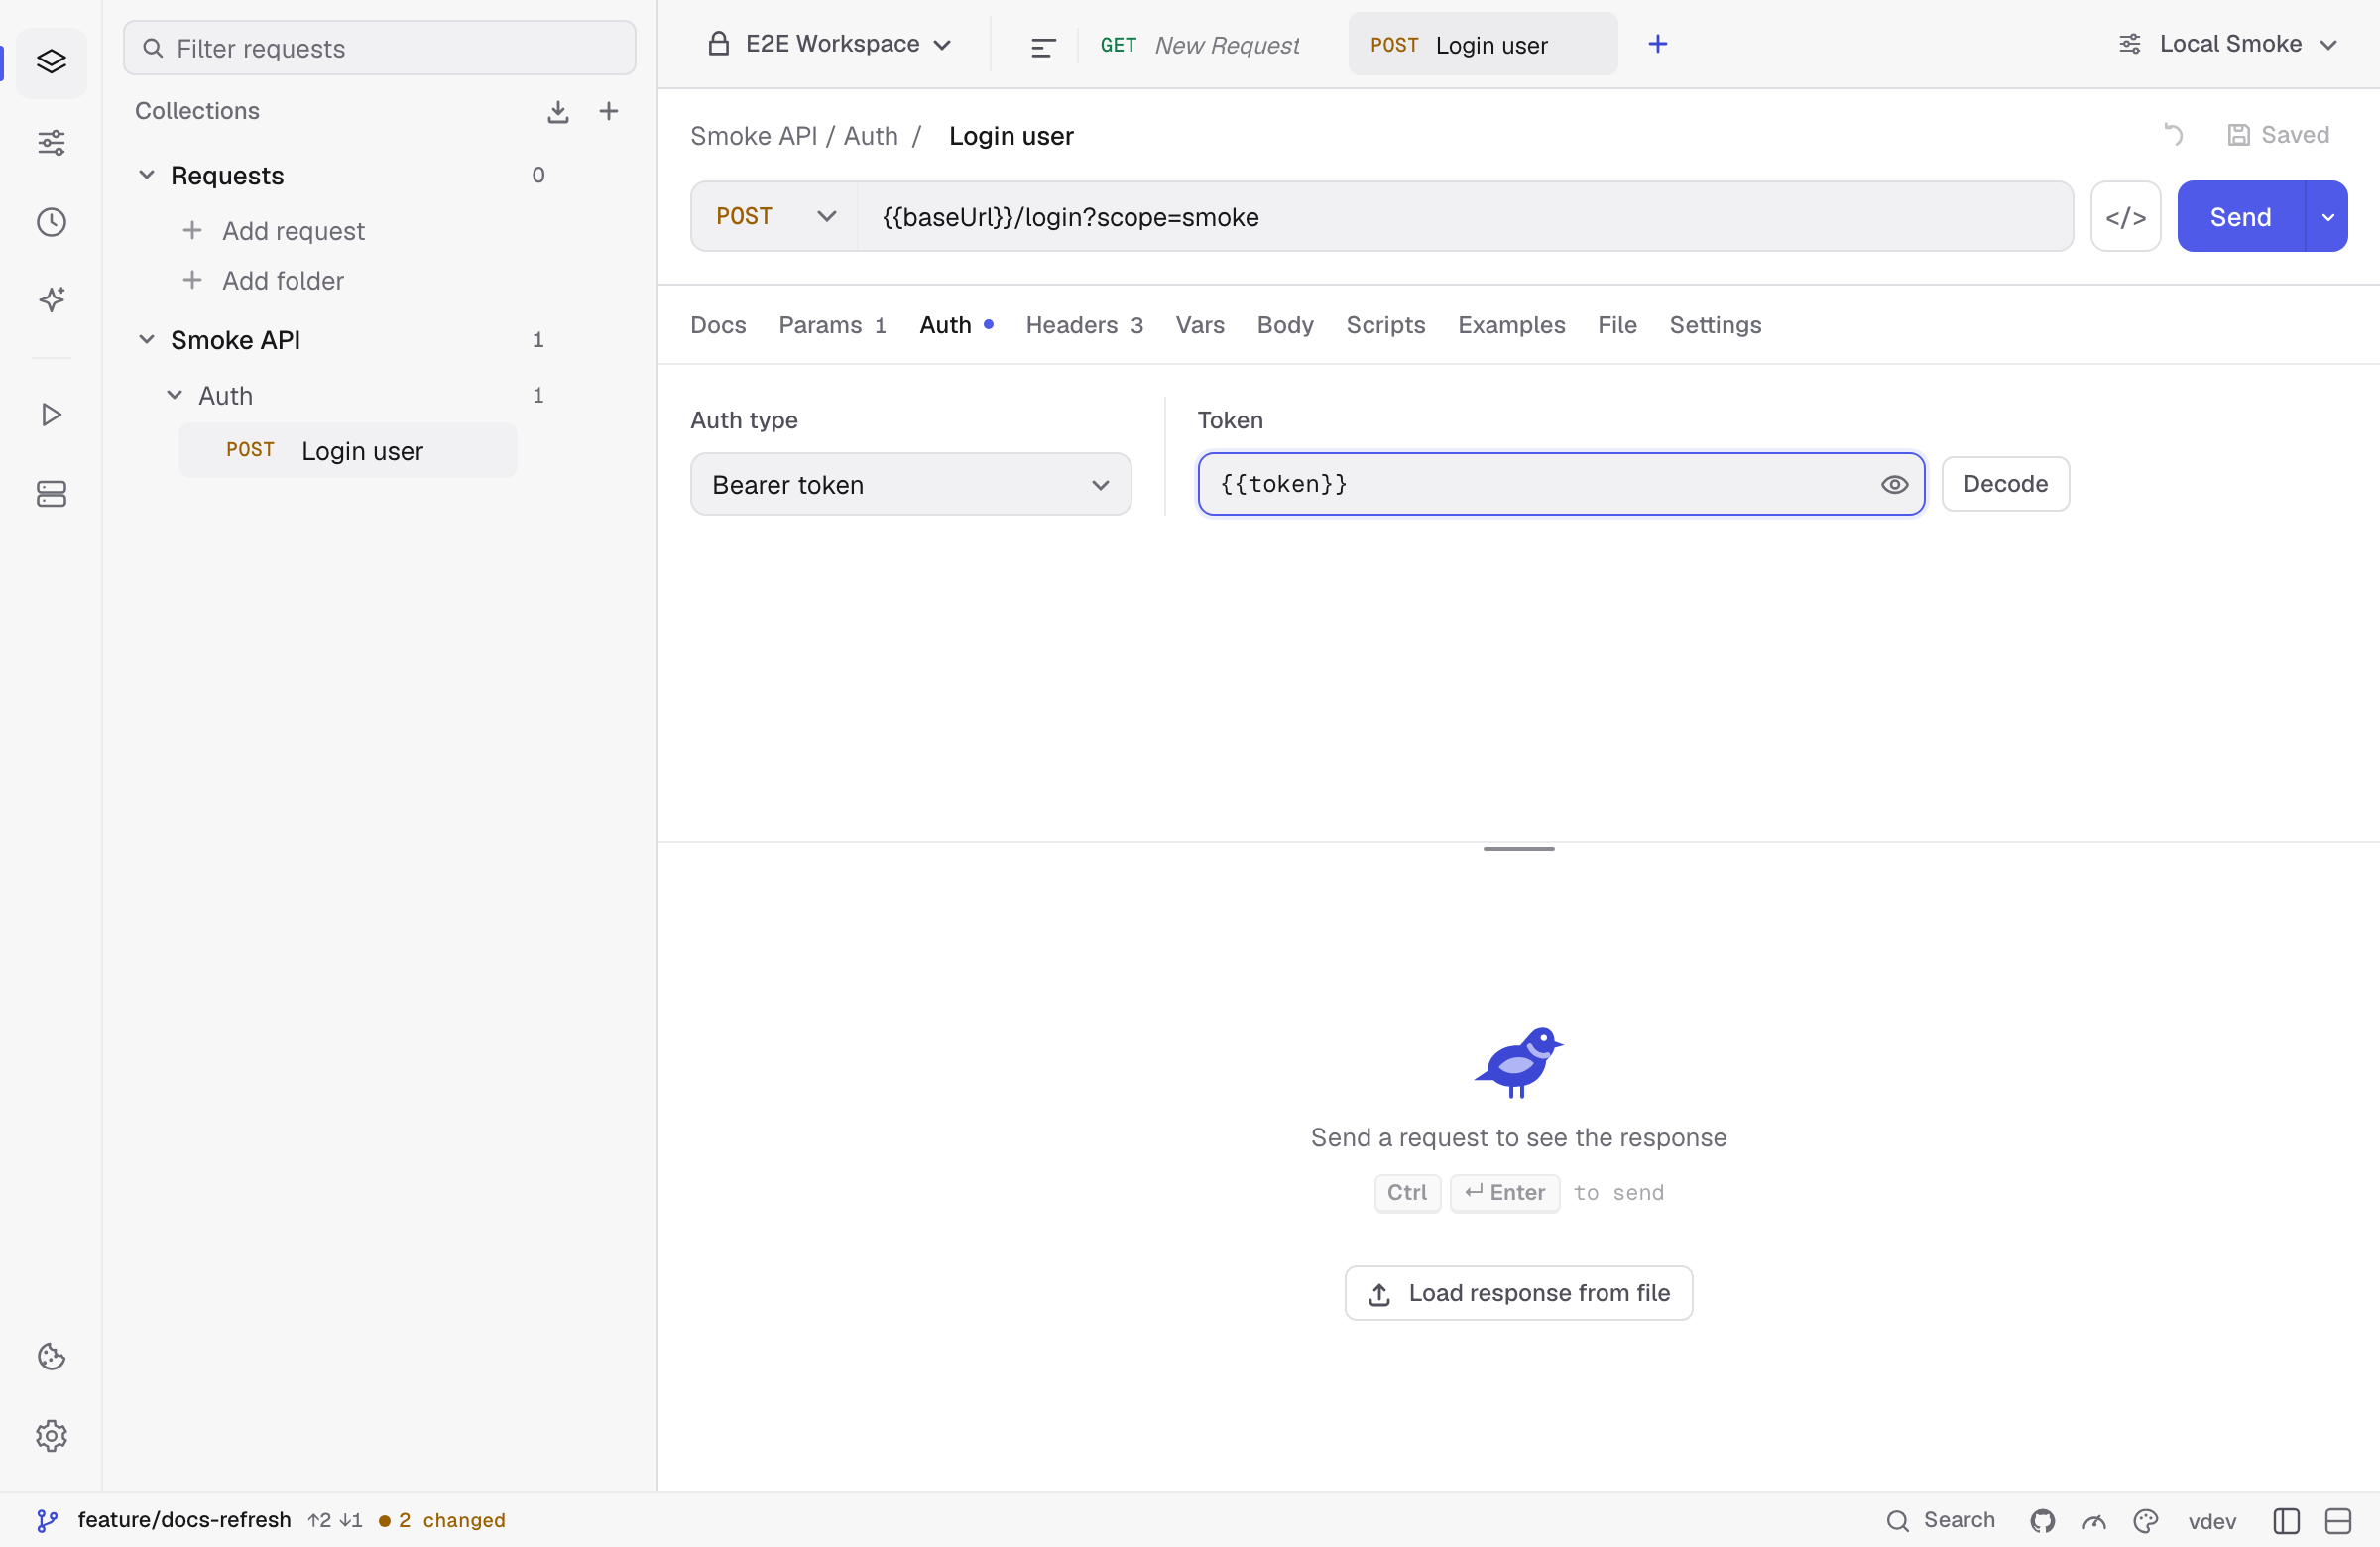 Filter requests
Collections
Requests 0
Add request
Add folder
Smoke API 1
Auth 1
POST Login user
E2E Workspace
GET New Request
POST Login user
Local Smoke
Smoke API / Auth / Login user
Saved
POST {{baseUrl}}/login?scope=smoke
</>
Send
Docs Params 1 Auth Headers 3 Vars Body Scripts Examples File Settings
Auth type
Bearer token
Token
{{token}}
Decode
Send a request to see the response
Ctrl ↵ Enter to send
Load response from file
feature/docs-refresh ↑2 ↓1 2 changed
Search
vdev